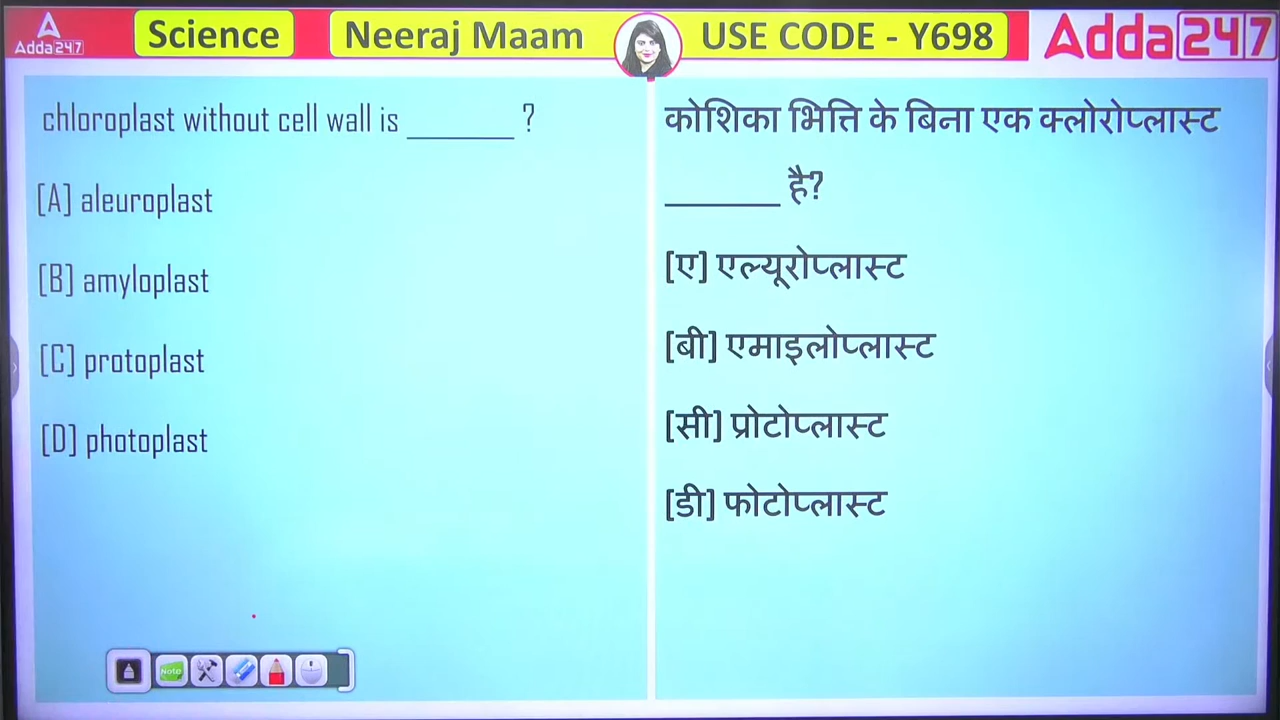 Adda247
Science
Neeraj Maam
USE CODE - Y698
Adda247
chloroplast without cell wall is ________ ?
[A] aleuroplast
[B] amyloplast
[C] protoplast
[D] photoplast
कोशिका भित्ति के बिना एक क्लोरोप्लास्ट
________ है?
[ए] एल्यूरोप्लास्ट
[बी] एमाइलोप्लास्ट
[सी] प्रोटोप्लास्ट
[डी] फोटोप्लास्ट
Note